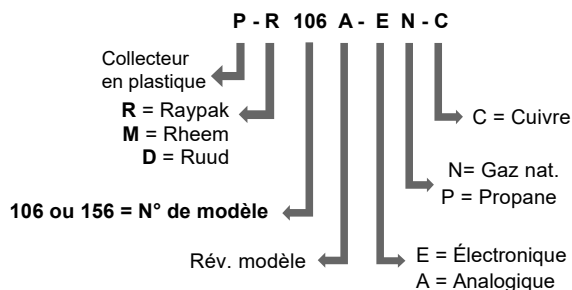 P - R 106 A - E N - C
Collecteur
en plastique
R = Raypak
M = Rheem
D = Ruud
106 ou 156 = N° de modèle
Rév. modèle
C = Cuivre
N= Gaz nat.
P = Propane
E = Électronique
A = Analogique